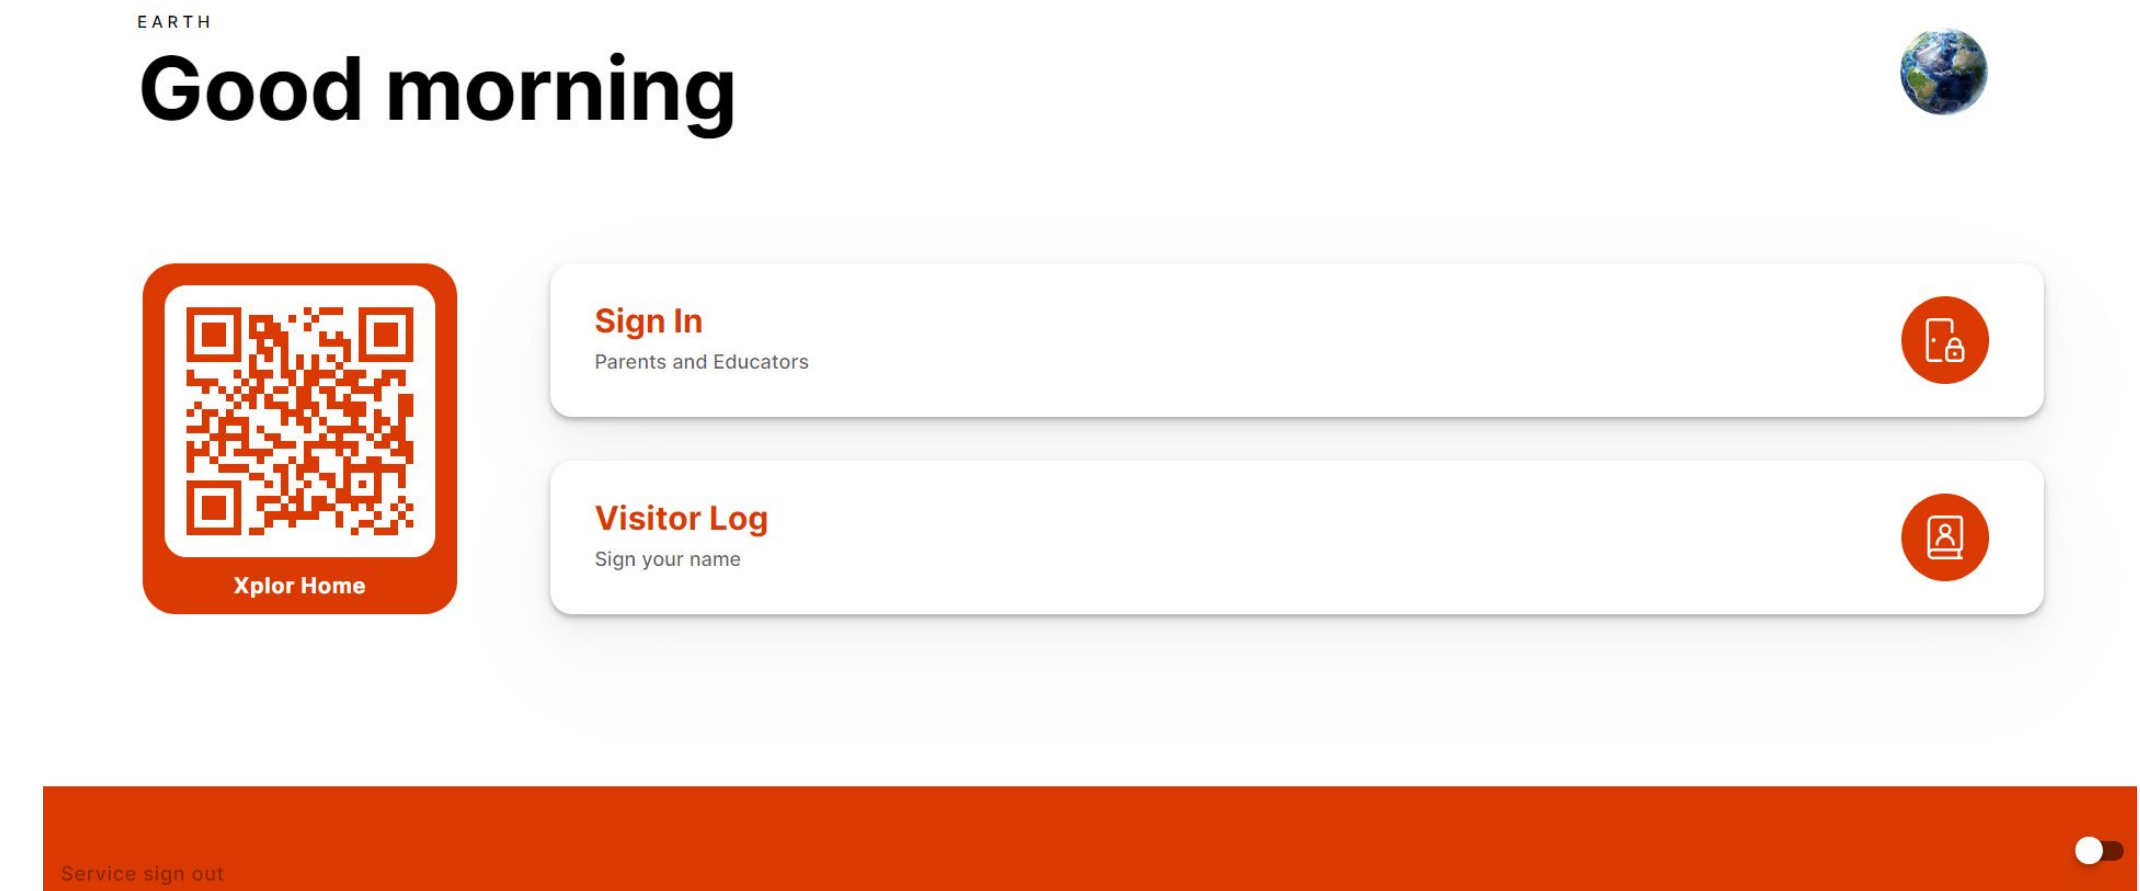 EARTH
Good morning
Sign In
Parents and Educators
Visitor Log
Sign your name
Xplor Home
Service sign out